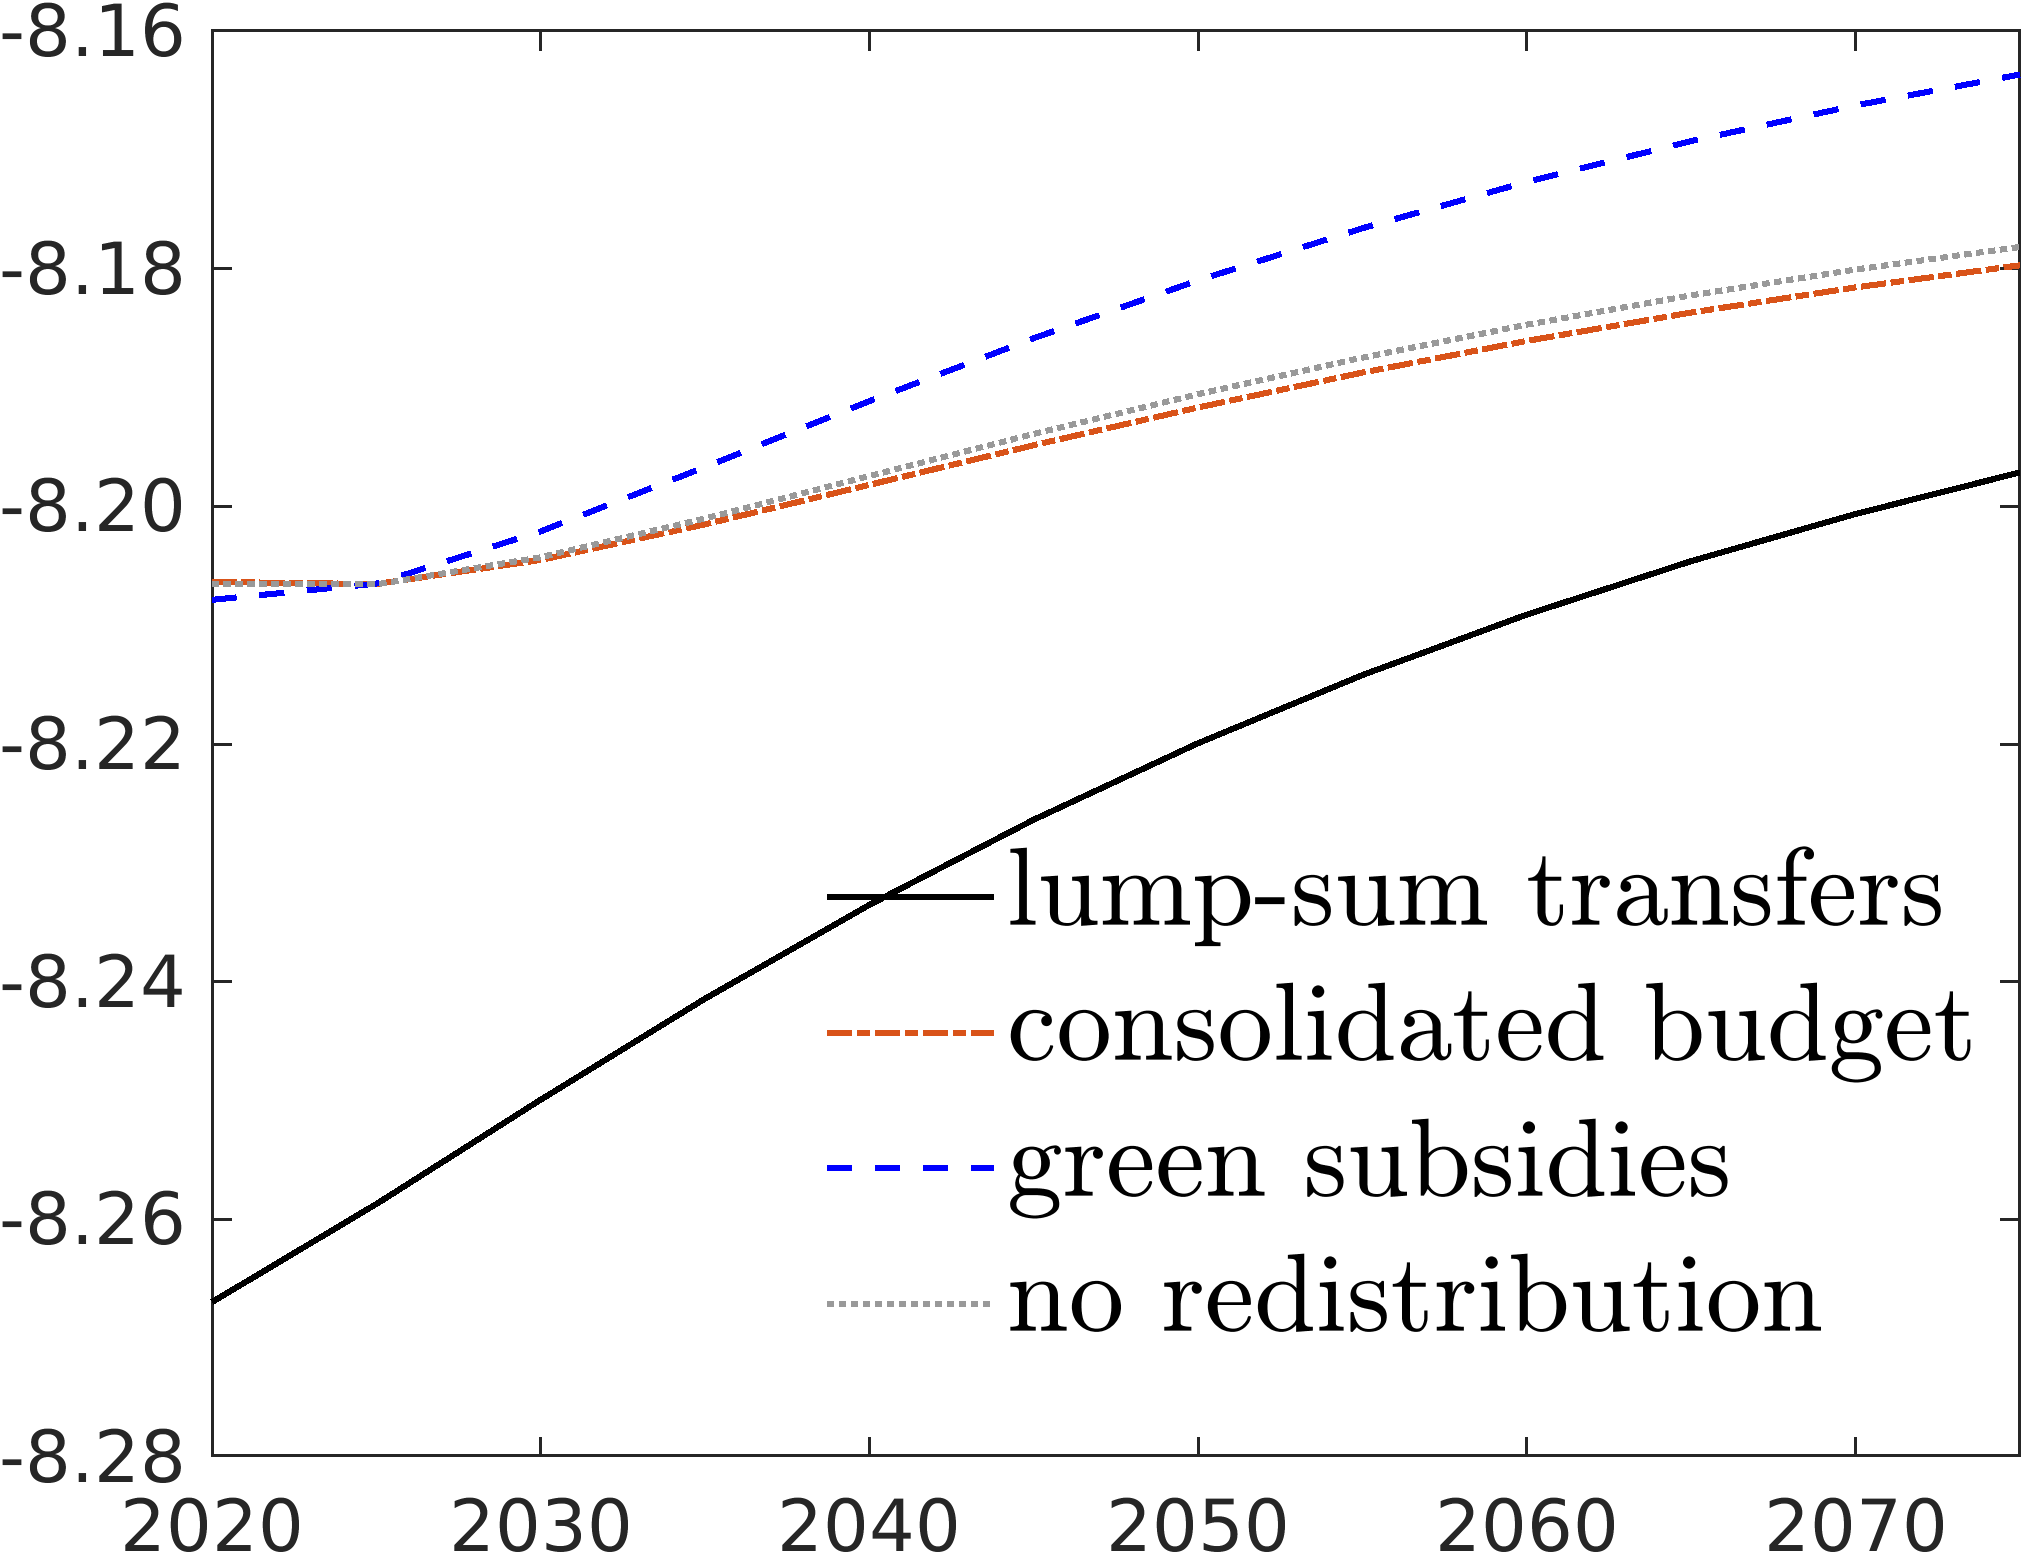 -8.16
-8.18
-8.20
-8.22
-8.24
-8.26
-8.28
lump-sum transfers
consolidated budget
green subsidies
no redistribution
2020 2030 2040 2050 2060 2070